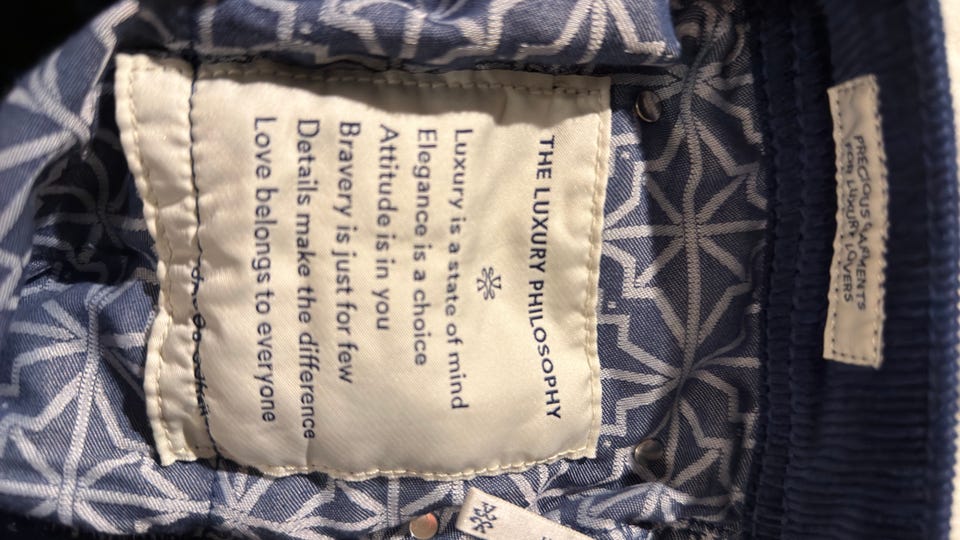 THE LUXURY PHILOSOPHY
Luxury is a state of mind
Elegance is a choice
Attitude is in you
Bravery is just for few
Details make the difference
Love belongs to everyone
PRECIOUS GARMENTS
FOR LUXURY LOVERS